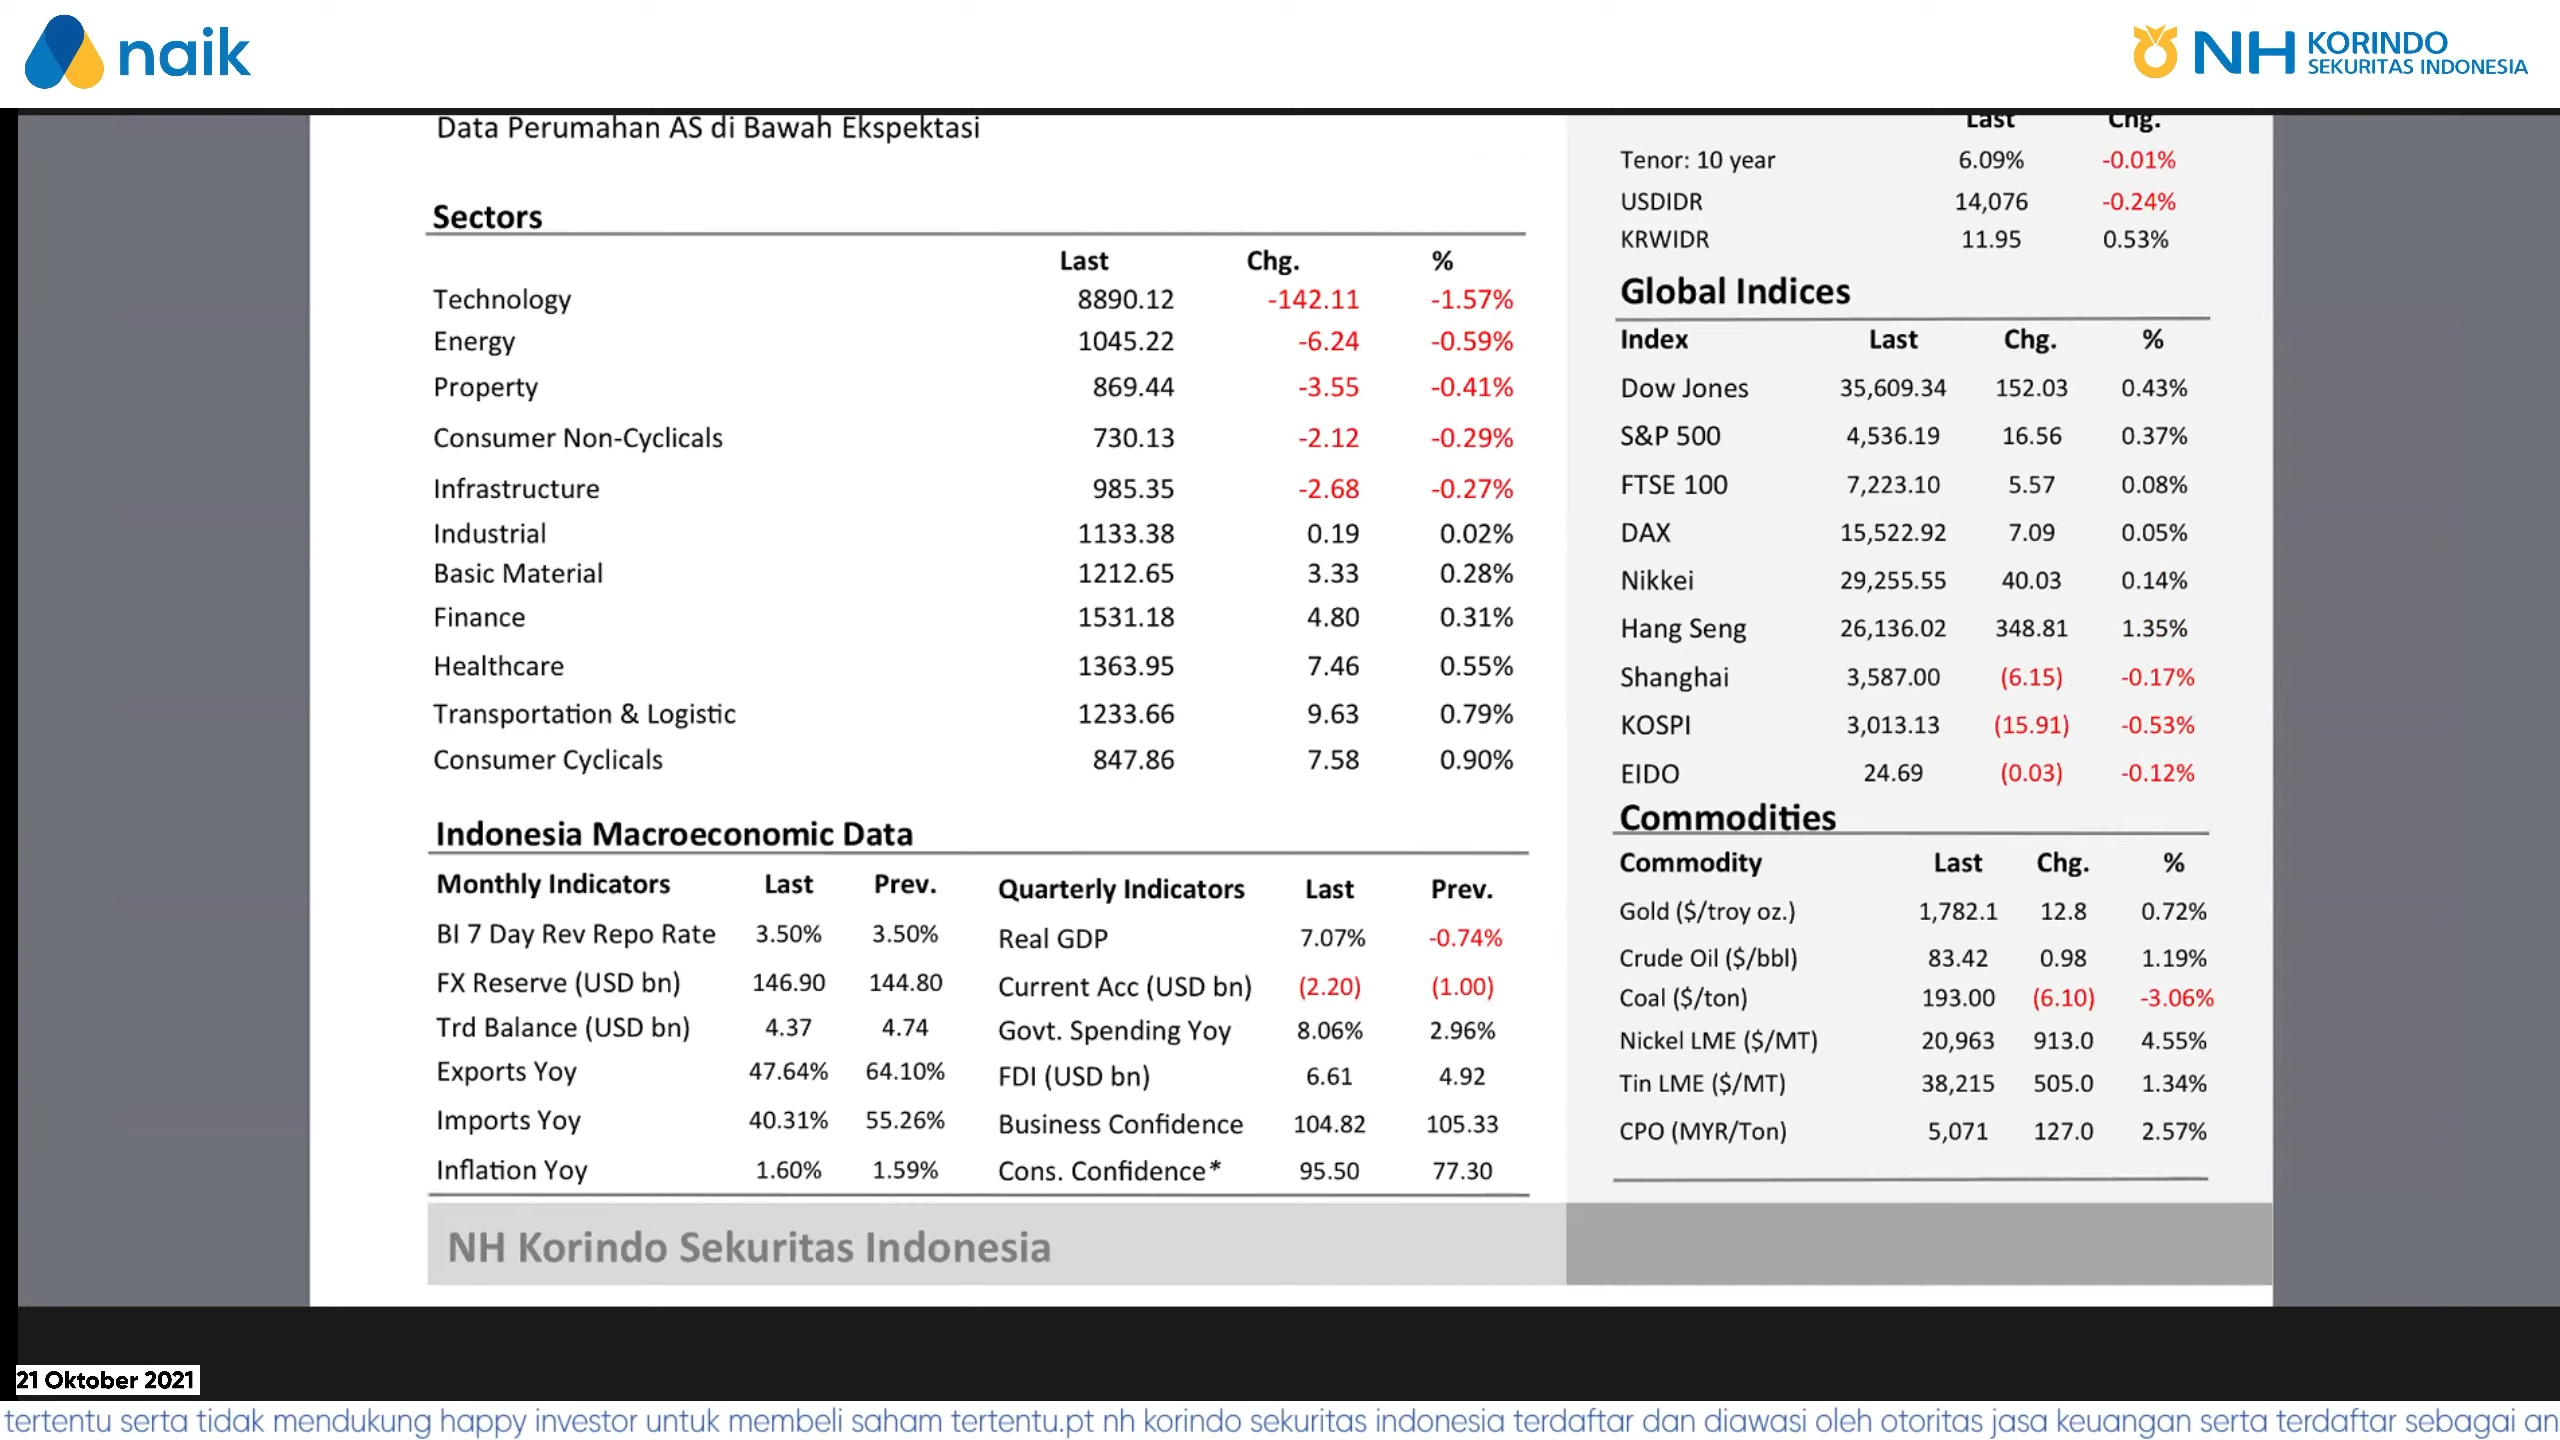 naik
NH KORINDO
SEKURITAS INDONESIA
Data Perumahan AS di Bawah Ekspektasi
Sectors
Last Chg. %
Technology 8890.12 -142.11 -1.57%
Energy 1045.22 -6.24 -0.59%
Property 869.44 -3.55 -0.41%
Consumer Non-Cyclicals 730.13 -2.12 -0.29%
Infrastructure 985.35 -2.68 -0.27%
Industrial 1133.38 0.19 0.02%
Basic Material 1212.65 3.33 0.28%
Finance 1531.18 4.80 0.31%
Healthcare 1363.95 7.46 0.55%
Transportation & Logistic 1233.66 9.63 0.79%
Consumer Cyclicals 847.86 7.58 0.90%
Indonesia Macroeconomic Data
Monthly Indicators Last Prev.
BI 7 Day Rev Repo Rate 3.50% 3.50%
FX Reserve (USD bn) 146.90 144.80
Trd Balance (USD bn) 4.37 4.74
Exports Yoy 47.64% 64.10%
Imports Yoy 40.31% 55.26%
Inflation Yoy 1.60% 1.59%
Quarterly Indicators Last Prev.
Real GDP 7.07% -0.74%
Current Acc (USD bn) (2.20) (1.00)
Govt. Spending Yoy 8.06% 2.96%
FDI (USD bn) 6.61 4.92
Business Confidence 104.82 105.33
Cons. Confidence* 95.50 77.30
Last Chg.
Tenor: 10 year 6.09% -0.01%
USDIDR 14,076 -0.24%
KRWIDR 11.95 0.53%
Global Indices
Index Last Chg. %
Dow Jones 35,609.34 152.03 0.43%
S&P 500 4,536.19 16.56 0.37%
FTSE 100 7,223.10 5.57 0.08%
DAX 15,522.92 7.09 0.05%
Nikkei 29,255.55 40.03 0.14%
Hang Seng 26,136.02 348.81 1.35%
Shanghai 3,587.00 (6.15) -0.17%
KOSPI 3,013.13 (15.91) -0.53%
EIDO 24.69 (0.03) -0.12%
Commodities
Commodity Last Chg. %
Gold ($/troy oz.) 1,782.1 12.8 0.72%
Crude Oil ($/bbl) 83.42 0.98 1.19%
Coal ($/ton) 193.00 (6.10) -3.06%
Nickel LME ($/MT) 20,963 913.0 4.55%
Tin LME ($/MT) 38,215 505.0 1.34%
CPO (MYR/Ton) 5,071 127.0 2.57%
NH Korindo Sekuritas Indonesia
21 Oktober 2021
tertentu serta tidak mendukung happy investor untuk membeli saham tertentu.pt nh korindo sekuritas indonesia terdaftar dan diawasi oleh otoritas jasa keuangan serta terdaftar sebagai an